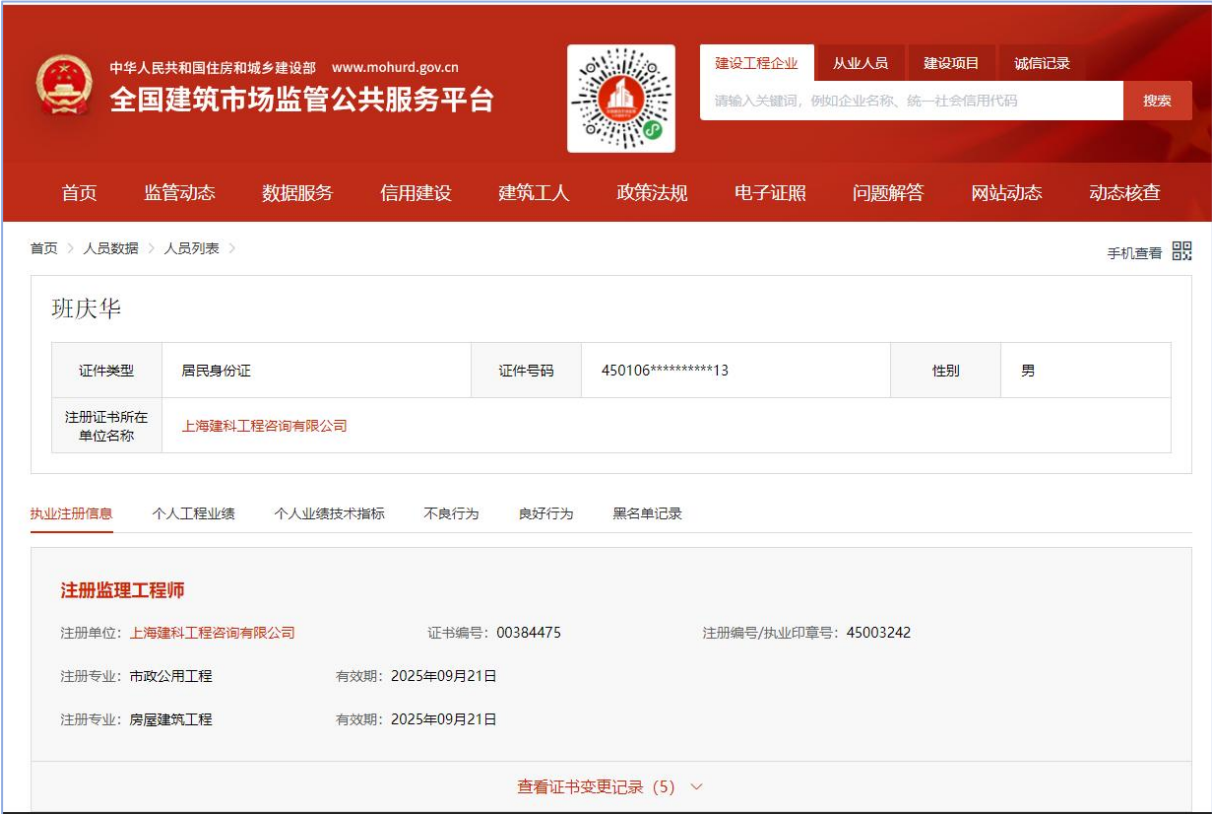 中华人民共和国住房和城乡建设部 www.mohurd.gov.cn
全国建筑市场监管公共服务平台
建设工程企业 从业人员 建设项目 诚信记录
请输入关键词，例如企业名称、统一社会信用代码 搜索
首页 监管动态 数据服务 信用建设 建筑工人 政策法规 电子证照 问题解答 网站动态 动态核查
首页 > 人员数据 > 人员列表 >
手机查看
班庆华
证件类型 居民身份证 证件号码 450106**********13 性别 男
注册证书所在
单位名称
上海建科工程咨询有限公司
执业注册信息 个人工程业绩 个人业绩技术指标 不良行为 良好行为 黑名单记录
注册监理工程师
注册单位：上海建科工程咨询有限公司 证书编号：00384475 注册编号/执业印章号：45003242
注册专业：市政公用工程 有效期：2025年09月21日
注册专业：房屋建筑工程 有效期：2025年09月21日
查看证书变更记录（5）